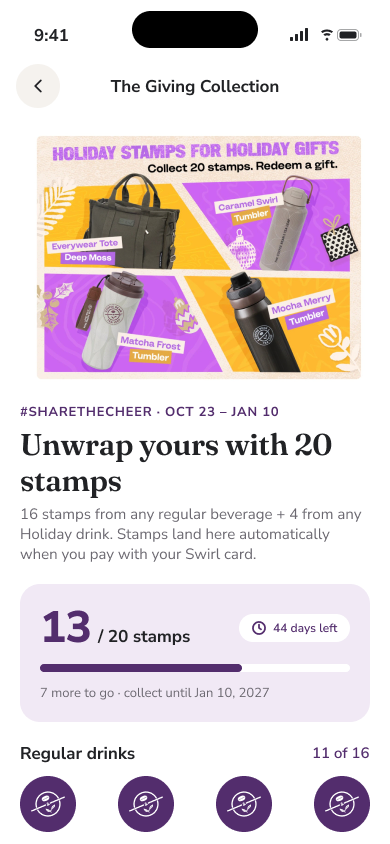 9:41
The Giving Collection
HOLIDAY STAMPS FOR HOLIDAY GIFTS
Collect 20 stamps. Redeem a gift.
Caramel Swirl
Tumbler
Everywear Tote
Deep Moss
Mocha Merry
Tumbler
Matcha Frost
Tumbler
#SHARETHECHEER · OCT 23 – JAN 10
Unwrap yours with 20
stamps
16 stamps from any regular beverage + 4 from any
Holiday drink. Stamps land here automatically
when you pay with your Swirl card.
13 / 20 stamps
44 days left
7 more to go · collect until Jan 10, 2027
Regular drinks
11 of 16